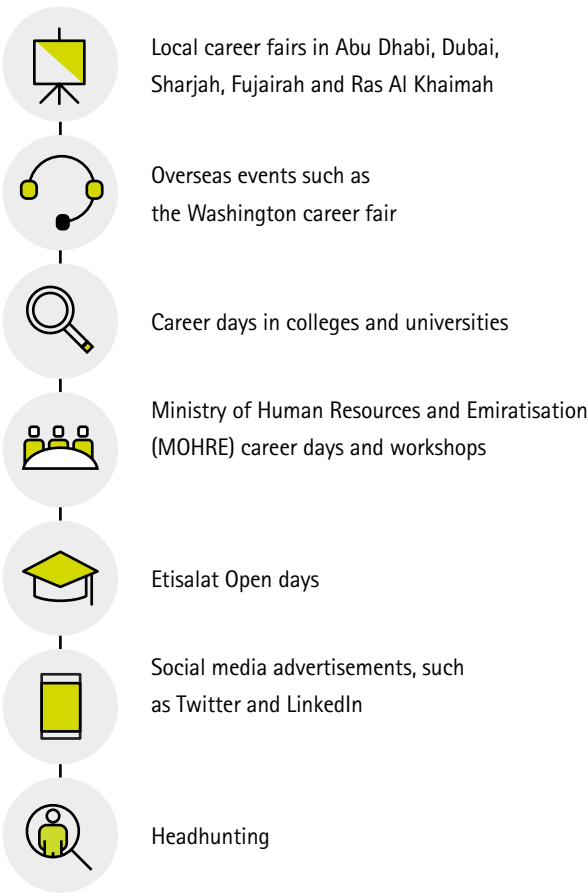 Local career fairs in Abu Dhabi, Dubai,
Sharjah, Fujairah and Ras Al Khaimah
Overseas events such as
the Washington career fair
Career days in colleges and universities
Ministry of Human Resources and Emiratisation
(MOHRE) career days and workshops
Etisalat Open days
Social media advertisements, such
as Twitter and LinkedIn
Headhunting